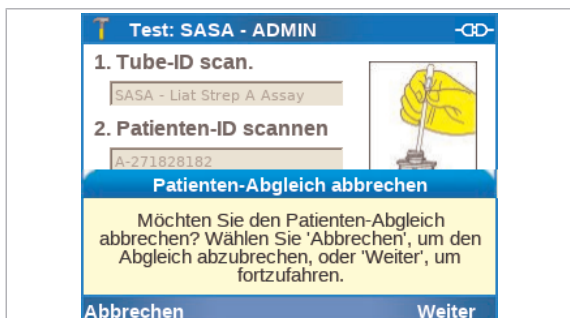 Test: SASA - ADMIN
1. Tube-ID scan.
SASA - Liat Strep A Assay
2. Patienten-ID scannen
A-271828182
Patienten-Abgleich abbrechen
Möchten Sie den Patienten-Abgleich
abbrechen? Wählen Sie 'Abbrechen', um den
Abgleich abzubrechen, oder 'Weiter', um
fortzufahren.
Abbrechen Weiter